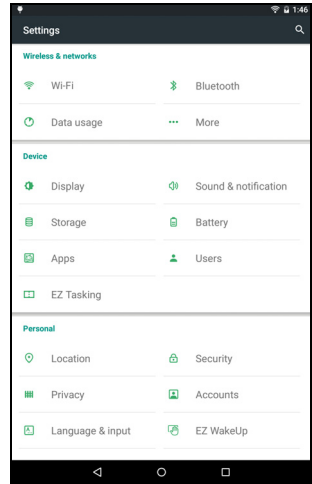 1:46
Settings
Wireless & networks
Wi-Fi Bluetooth
Data usage More
Device
Display Sound & notification
Storage Battery
Apps Users
EZ Tasking
Personal
Location Security
Privacy Accounts
Language & input EZ WakeUp